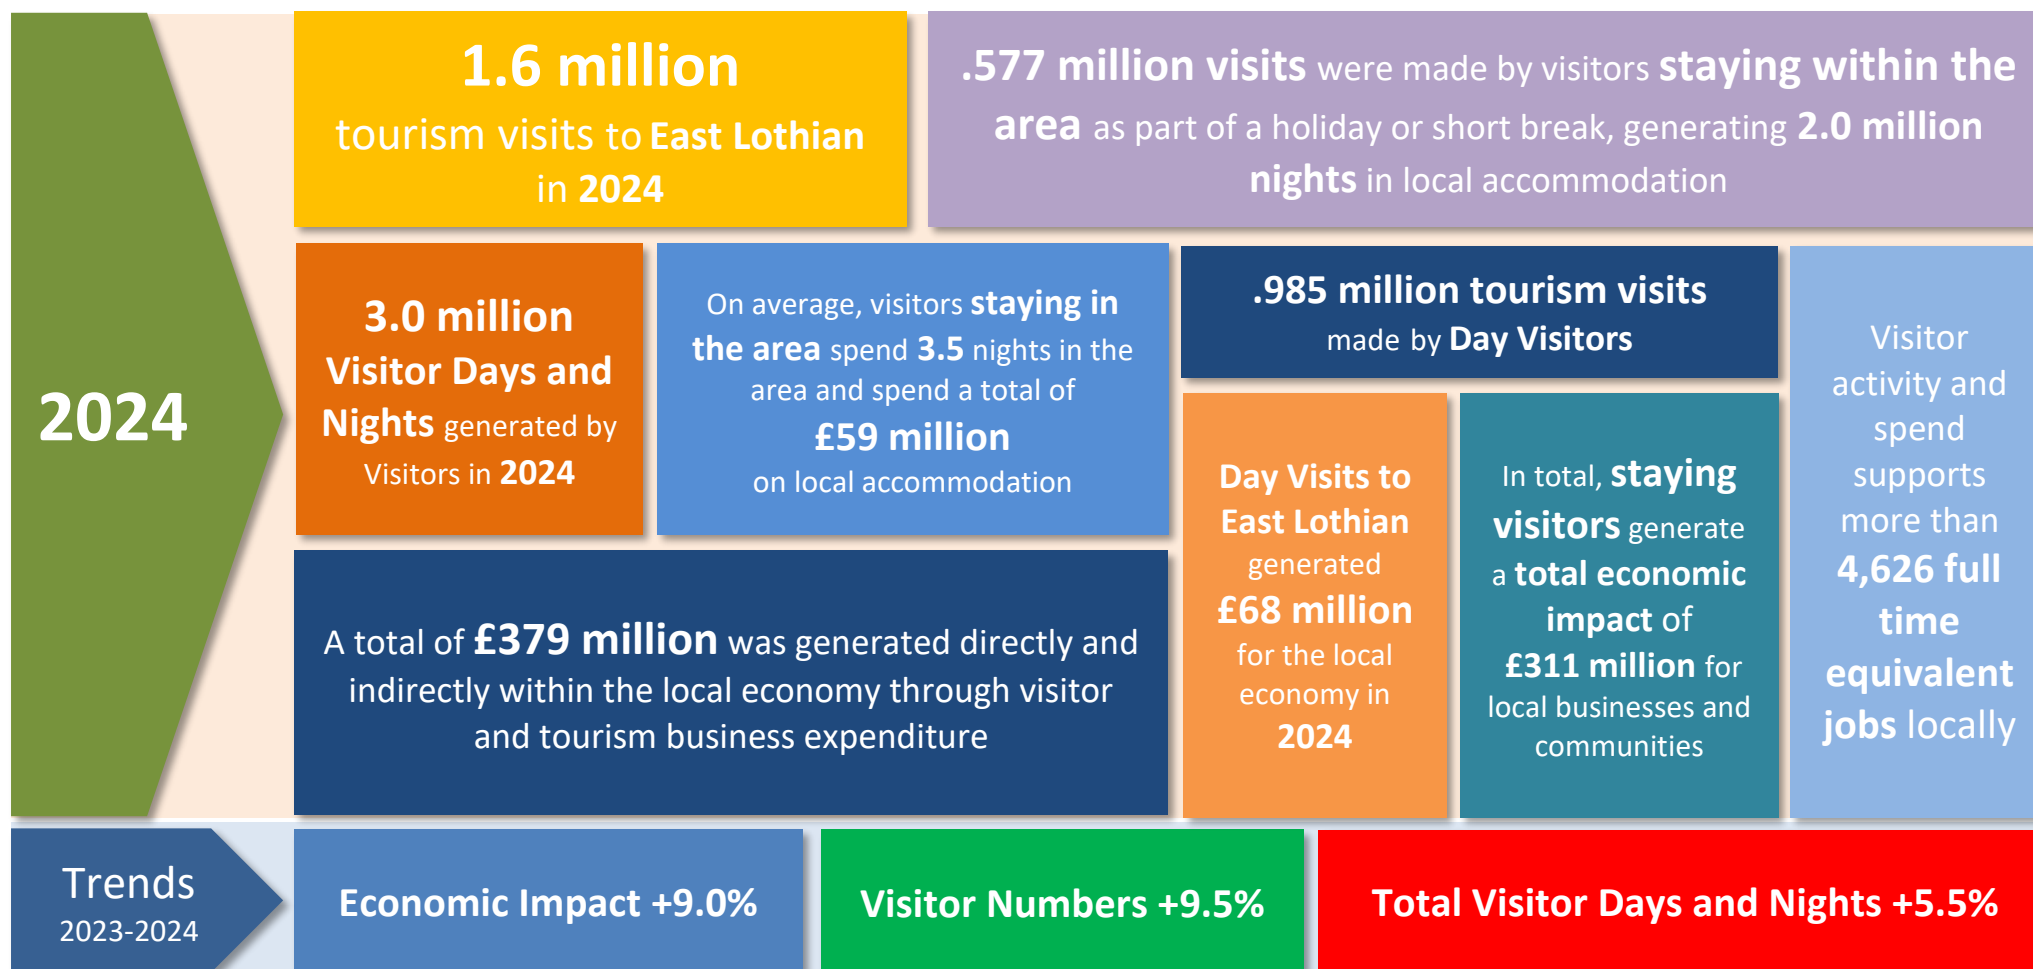 2024
1.6 million
tourism visits to East Lothian
in 2024
.577 million visits were made by visitors staying within the
area as part of a holiday or short break, generating 2.0 million
nights in local accommodation
3.0 million
Visitor Days and
Nights generated by
Visitors in 2024
On average, visitors staying in
the area spend 3.5 nights in the
area and spend a total of
£59 million
on local accommodation
.985 million tourism visits
made by Day Visitors
Visitor
activity and
spend
supports
more than
4,626 full
time
equivalent
jobs locally
A total of £379 million was generated directly and
indirectly within the local economy through visitor
and tourism business expenditure
Day Visits to
East Lothian
generated
£68 million
for the local
economy in
2024
In total, staying
visitors generate
a total economic
impact of
£311 million for
local businesses and
communities
Trends
2023-2024
Economic Impact +9.0%
Visitor Numbers +9.5%
Total Visitor Days and Nights +5.5%